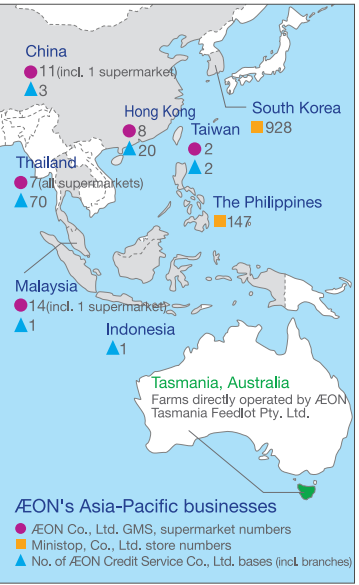 China
11(incl. 1 supermarket)
3
Hong Kong
8
20
South Korea
928
Taiwan
2
2
Thailand
7(all supermarkets)
70
The Philippines
147
Malaysia
14(incl. 1 supermarket)
1
Indonesia
1
Tasmania, Australia
Farms directly operated by ÆON
Tasmania Feedlot Pty. Ltd.
ÆON's Asia-Pacific businesses
ÆON Co., Ltd. GMS, supermarket numbers
Ministop, Co., Ltd. store numbers
No. of ÆON Credit Service Co., Ltd. bases (incl. branches)